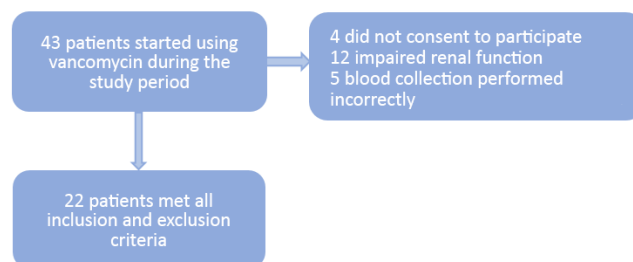 43 patients started using
vancomycin during the
study period
4 did not consent to participate
12 impaired renal function
5 blood collection performed
incorrectly
22 patients met all
inclusion and exclusion
criteria